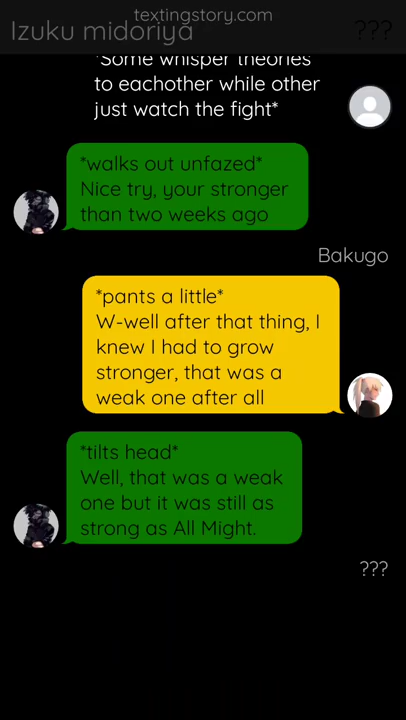 textingstory.com
Izuku midoriya
???
*Some whisper theories
to eachother while other
just watch the fight*
*walks out unfazed*
Nice try, your stronger
than two weeks ago
Bakugo
*pants a little*
W-well after that thing, I
knew I had to grow
stronger, that was a
weak one after all
*tilts head*
Well, that was a weak
one but it was still as
strong as All Might.
???